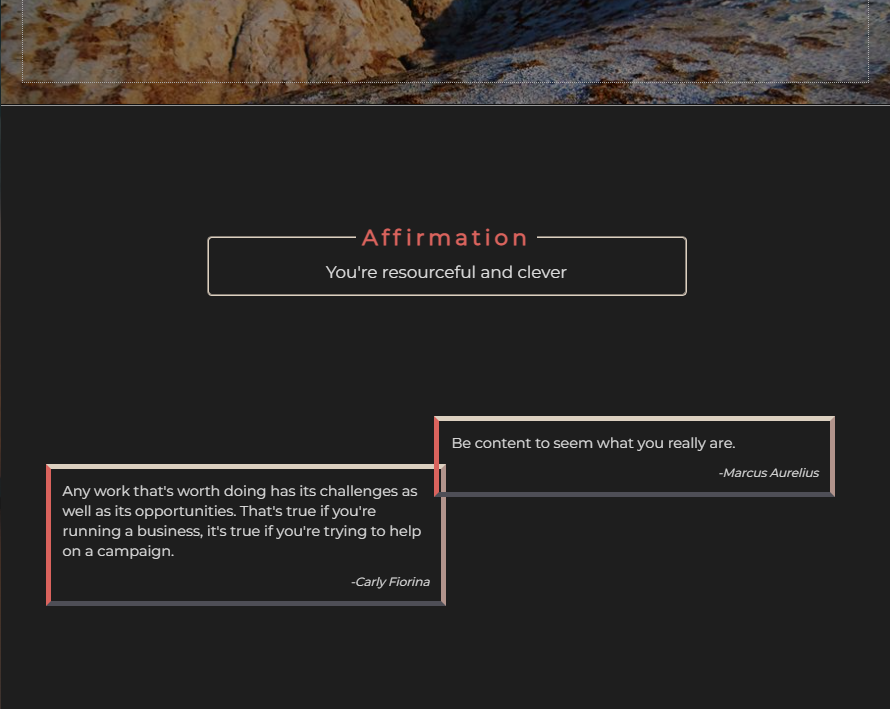 Affirmation
You're resourceful and clever
Be content to seem what you really are.
-Marcus Aurelius
Any work that's worth doing has its challenges as
well as its opportunities. That's true if you're
running a business, it's true if you're trying to help
on a campaign.
-Carly Fiorina